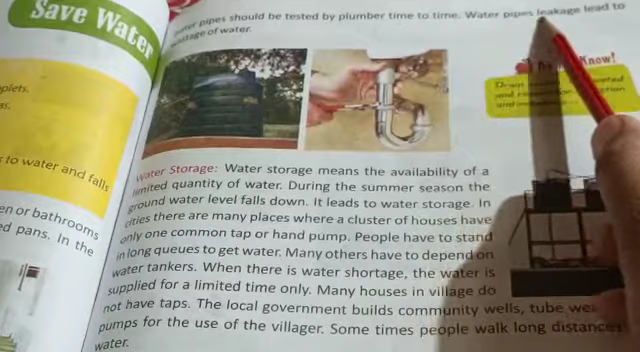 Save Water
pipes should be tested by plumber time to time. Water pipes leakage lead to
of water.
Know!
plets.
as.
to water and falls
en or bathrooms
ed pans. In the
Water Storage: Water storage means the availability of a
limited quantity of water. During the summer season the
ground water level falls down. It leads to water storage. In
cities there are many places where a cluster of houses have
only one common tap or hand pump. People have to stand
in long queues to get water. Many others have to depend on
water tankers. When there is water shortage, the water is
supplied for a limited time only. Many houses in village do
not have taps. The local government builds community wells, tube we
pumps for the use of the villager. Some times people walk long distances
water.